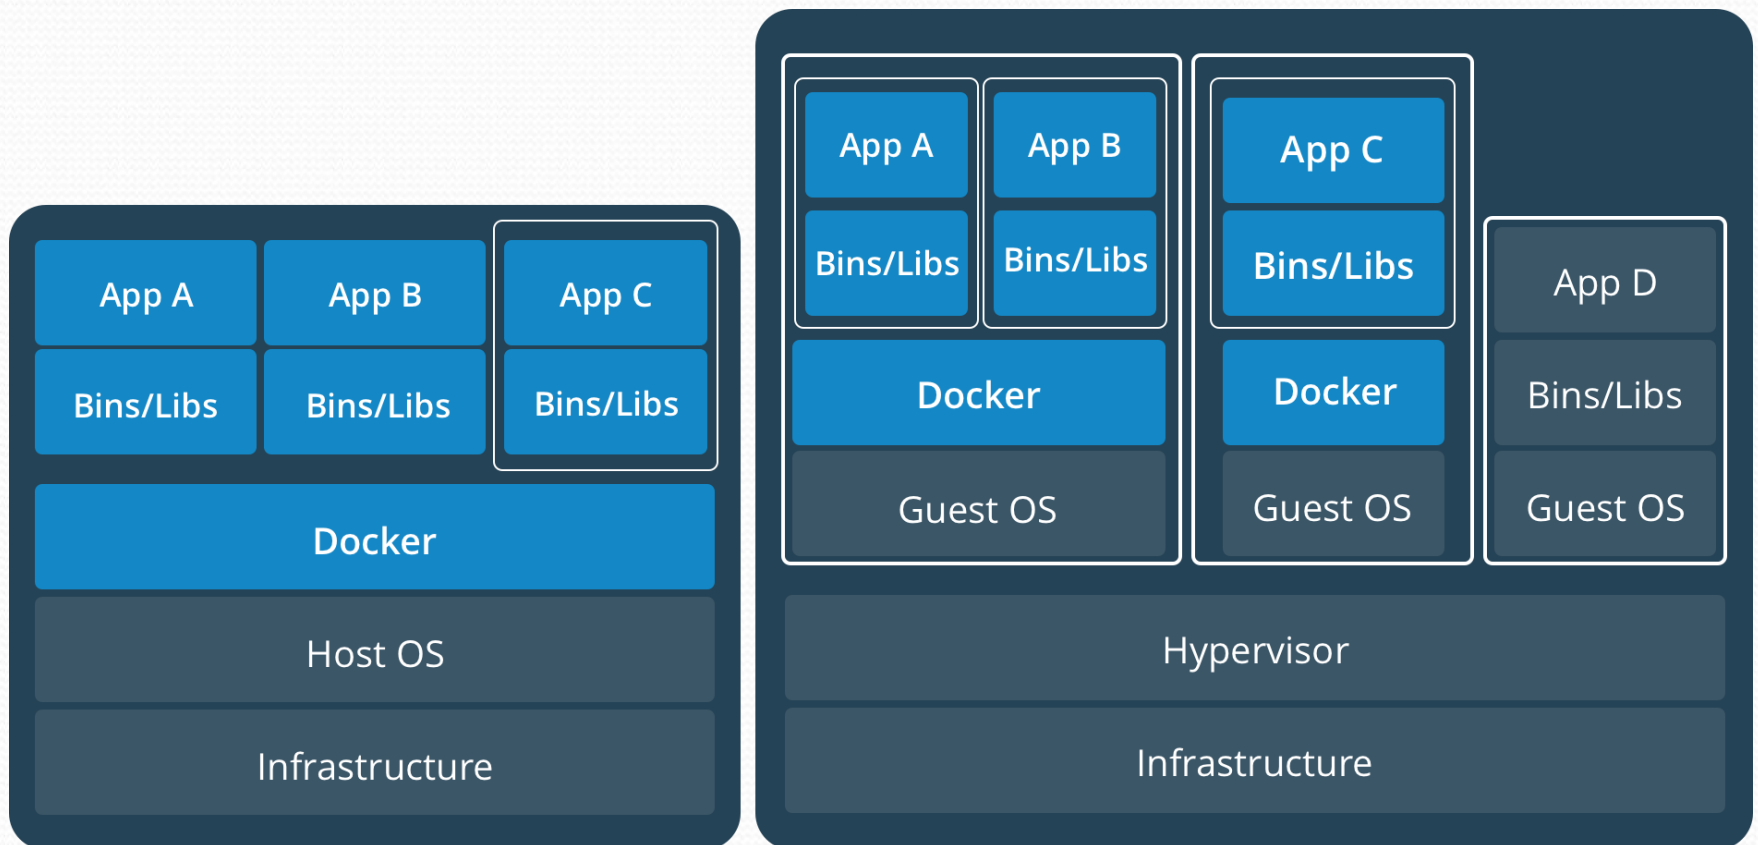 App A
App B
App C
Bins/Libs
Bins/Libs
Bins/Libs
Docker
Host OS
Infrastructure
App A
App B
Bins/Libs
Bins/Libs
Docker
Guest OS
App C
Bins/Libs
Docker
Guest OS
App D
Bins/Libs
Guest OS
Hypervisor
Infrastructure